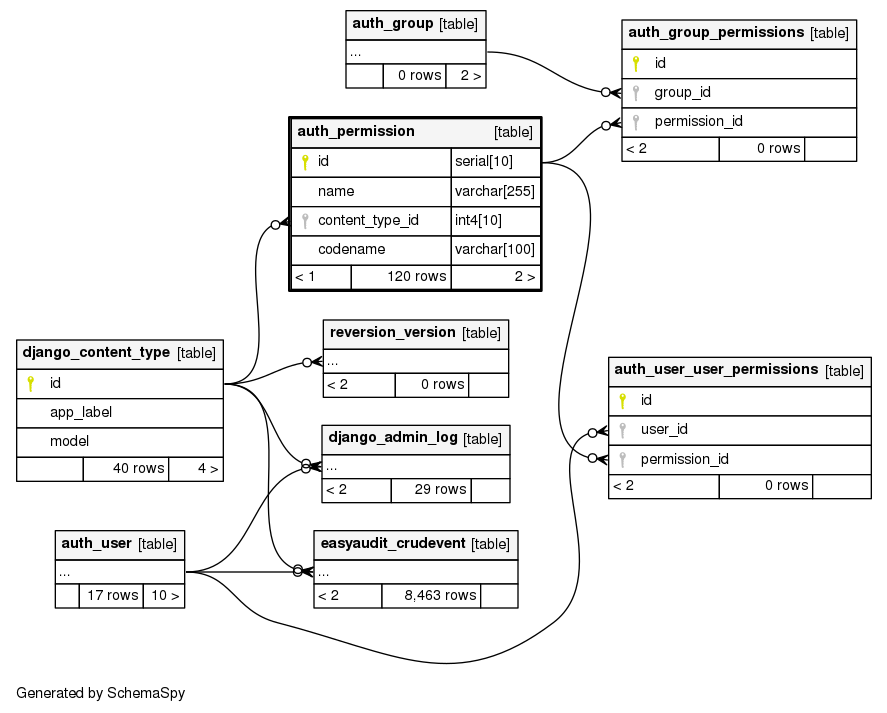 auth_group [table]
...
0 rows 2 >
auth_group_permissions [table]
id
group_id
permission_id
< 2 0 rows
auth_permission [table]
id serial[10]
name varchar[255]
content_type_id int4[10]
codename varchar[100]
< 1 120 rows 2 >
reversion_version [table]
...
< 2 0 rows
django_content_type [table]
id
app_label
model
40 rows 4 >
auth_user_user_permissions [table]
id
user_id
permission_id
< 2 0 rows
django_admin_log [table]
...
< 2 29 rows
auth_user [table]
...
17 rows 10 >
easyaudit_crudevent [table]
...
< 2 8,463 rows
Generated by SchemaSpy